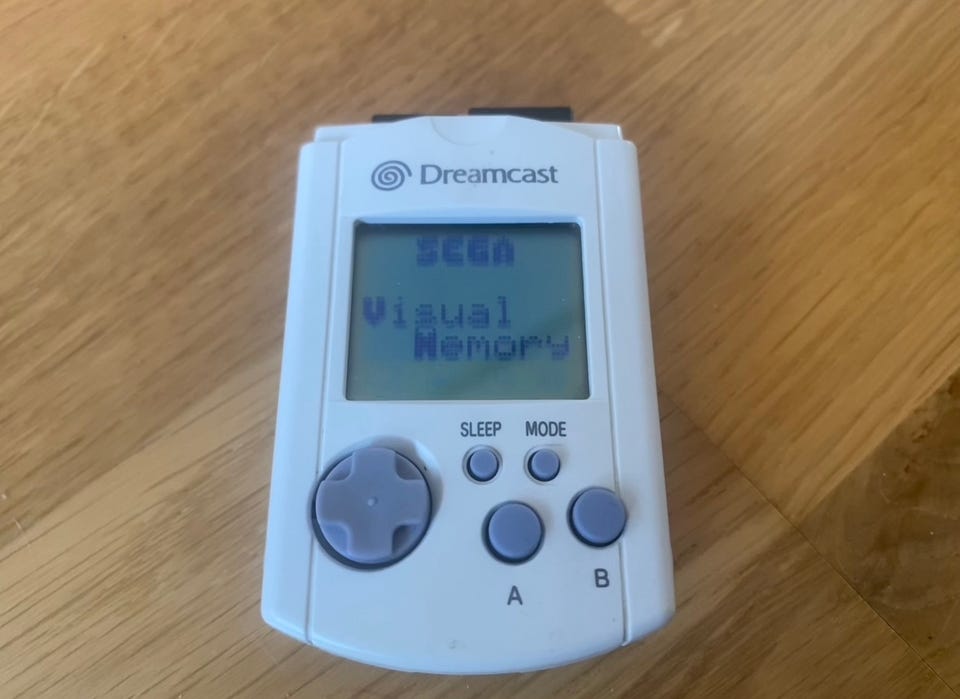 Dreamcast
SEGA
Visual
Memory
SLEEP MODE
A B